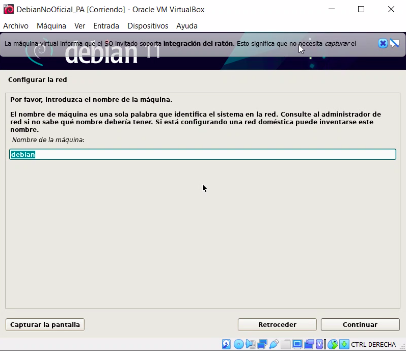 DebianNoOficial_PA [Corriendo] - Oracle VM VirtualBox
Archivo Máquina Ver Entrada Dispositivos Ayuda
La máquina virtual informa que el SO invitado soporta integración del ratón. Esto significa que no necesita capturar el
debian 11
Configurar la red
Por favor, introduzca el nombre de la máquina.
El nombre de máquina es una sola palabra que identifica el sistema en la red. Consulte al administrador de
red si no sabe qué nombre debería tener. Si está configurando una red doméstica puede inventarse este
nombre.
Nombre de la máquina:
debian
Capturar la pantalla Retroceder Continuar
CTRL DERECHA